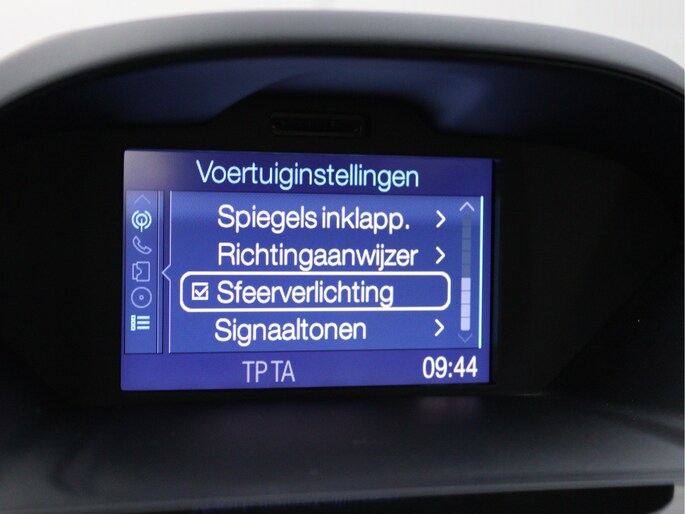 Voertuiginstellingen
Spiegels inklapp.
Richtingaanwijzer
Sfeerverlichting
Signaaltonen
TP TA 09:44